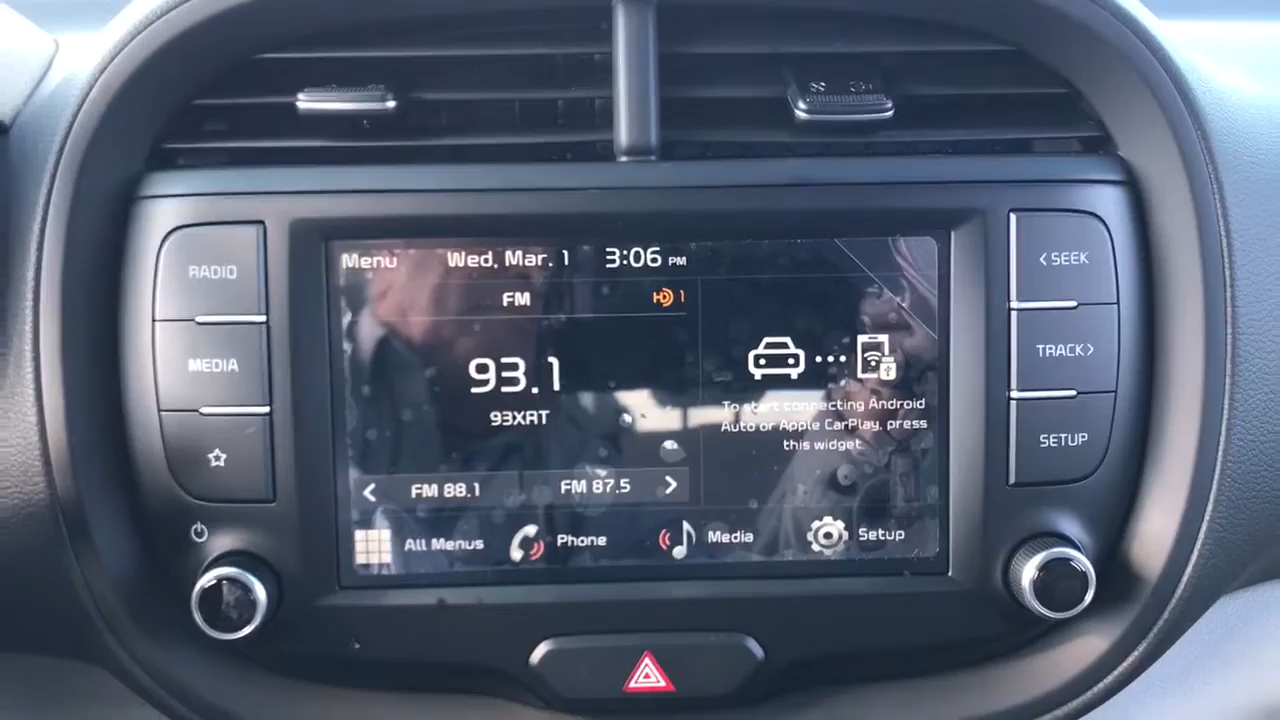 RADIO
MEDIA
Menu
Wed, Mar. 1
3:06 PM
FM
HD 1
93.1
93XRT
FM 88.1
FM 87.5
To start connecting Android
Auto or Apple CarPlay, press
this widget.
All Menus
Phone
Media
Setup
<SEEK
TRACK>
SETUP